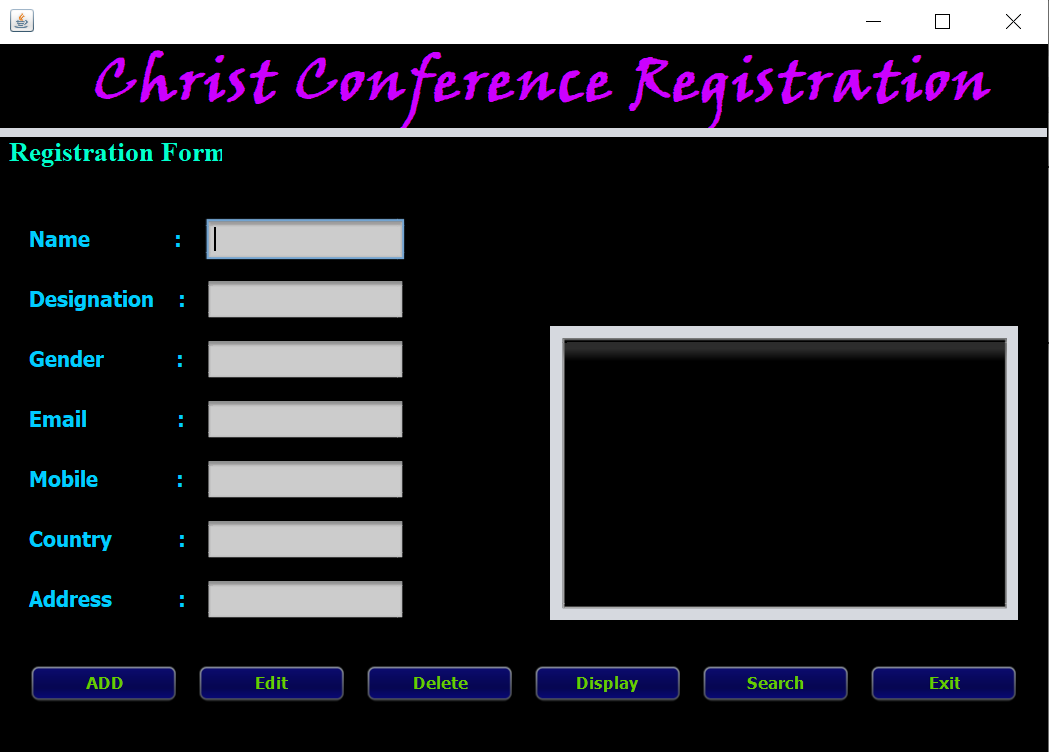 Christ Conference Registration
Registration Form
Name :
Designation :
Gender :
Email :
Mobile :
Country :
Address :
ADD Edit Delete Display Search Exit